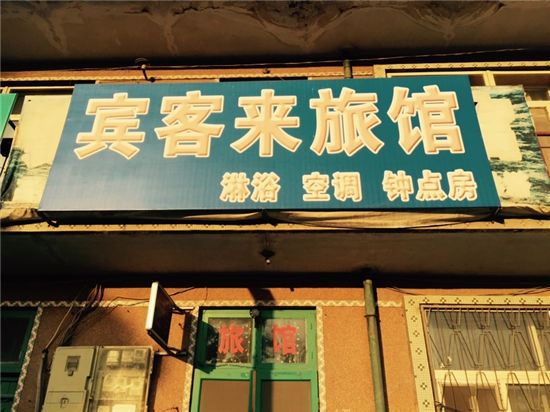 宾客来旅馆
淋浴 空调 钟点房
旅馆